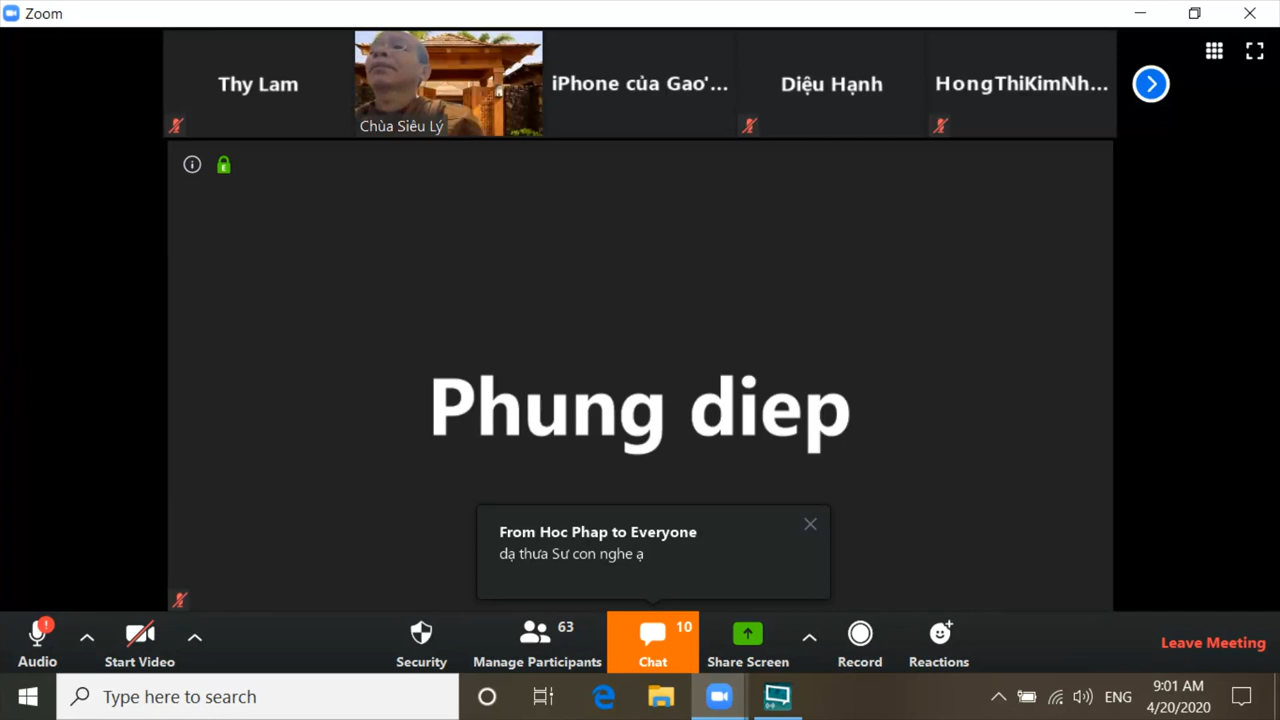 Zoom
Thy Lam
Chùa Siêu Lý
iPhone của Gao'...
Diệu Hạnh
HongThiKimNh...
Phung diep
From Hoc Phap to Everyone
dạ thưa Sư con nghe ạ
Audio
Start Video
Security
63
Manage Participants
10
Chat
Share Screen
Record
Reactions
Leave Meeting
Type here to search
ENG
9:01 AM
4/20/2020